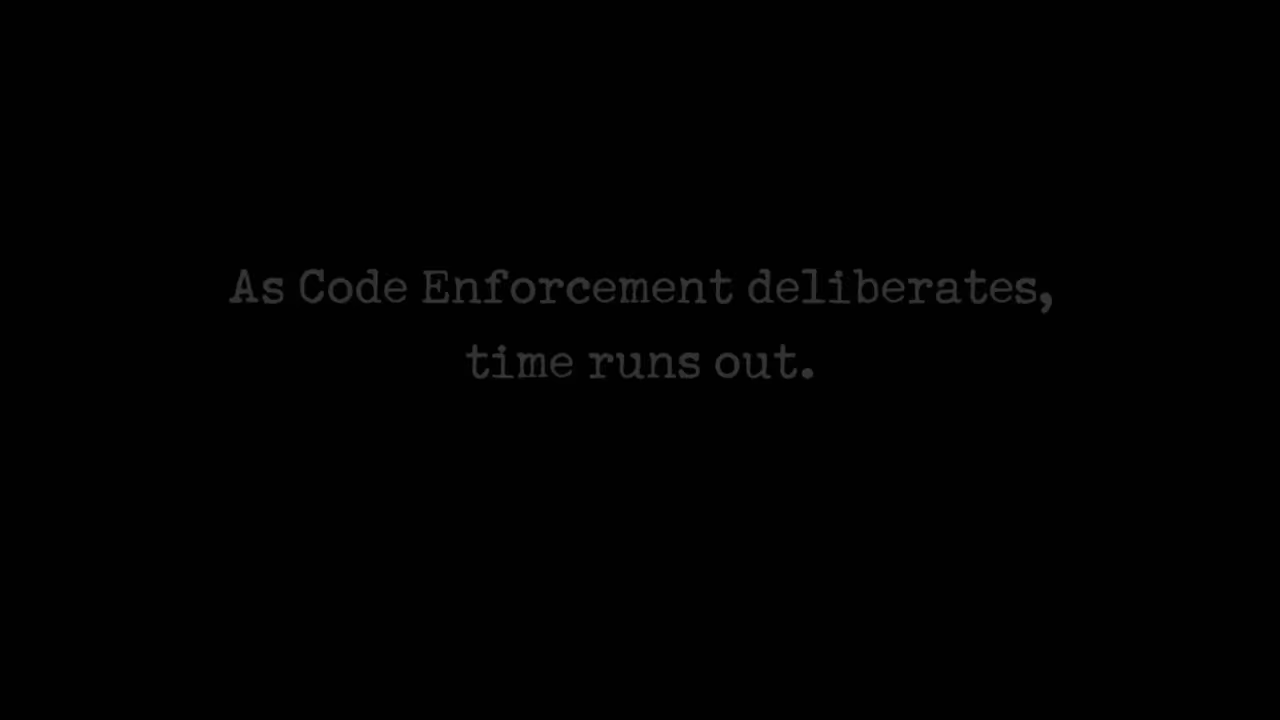 As Code Enforcement deliberates,
time runs out.